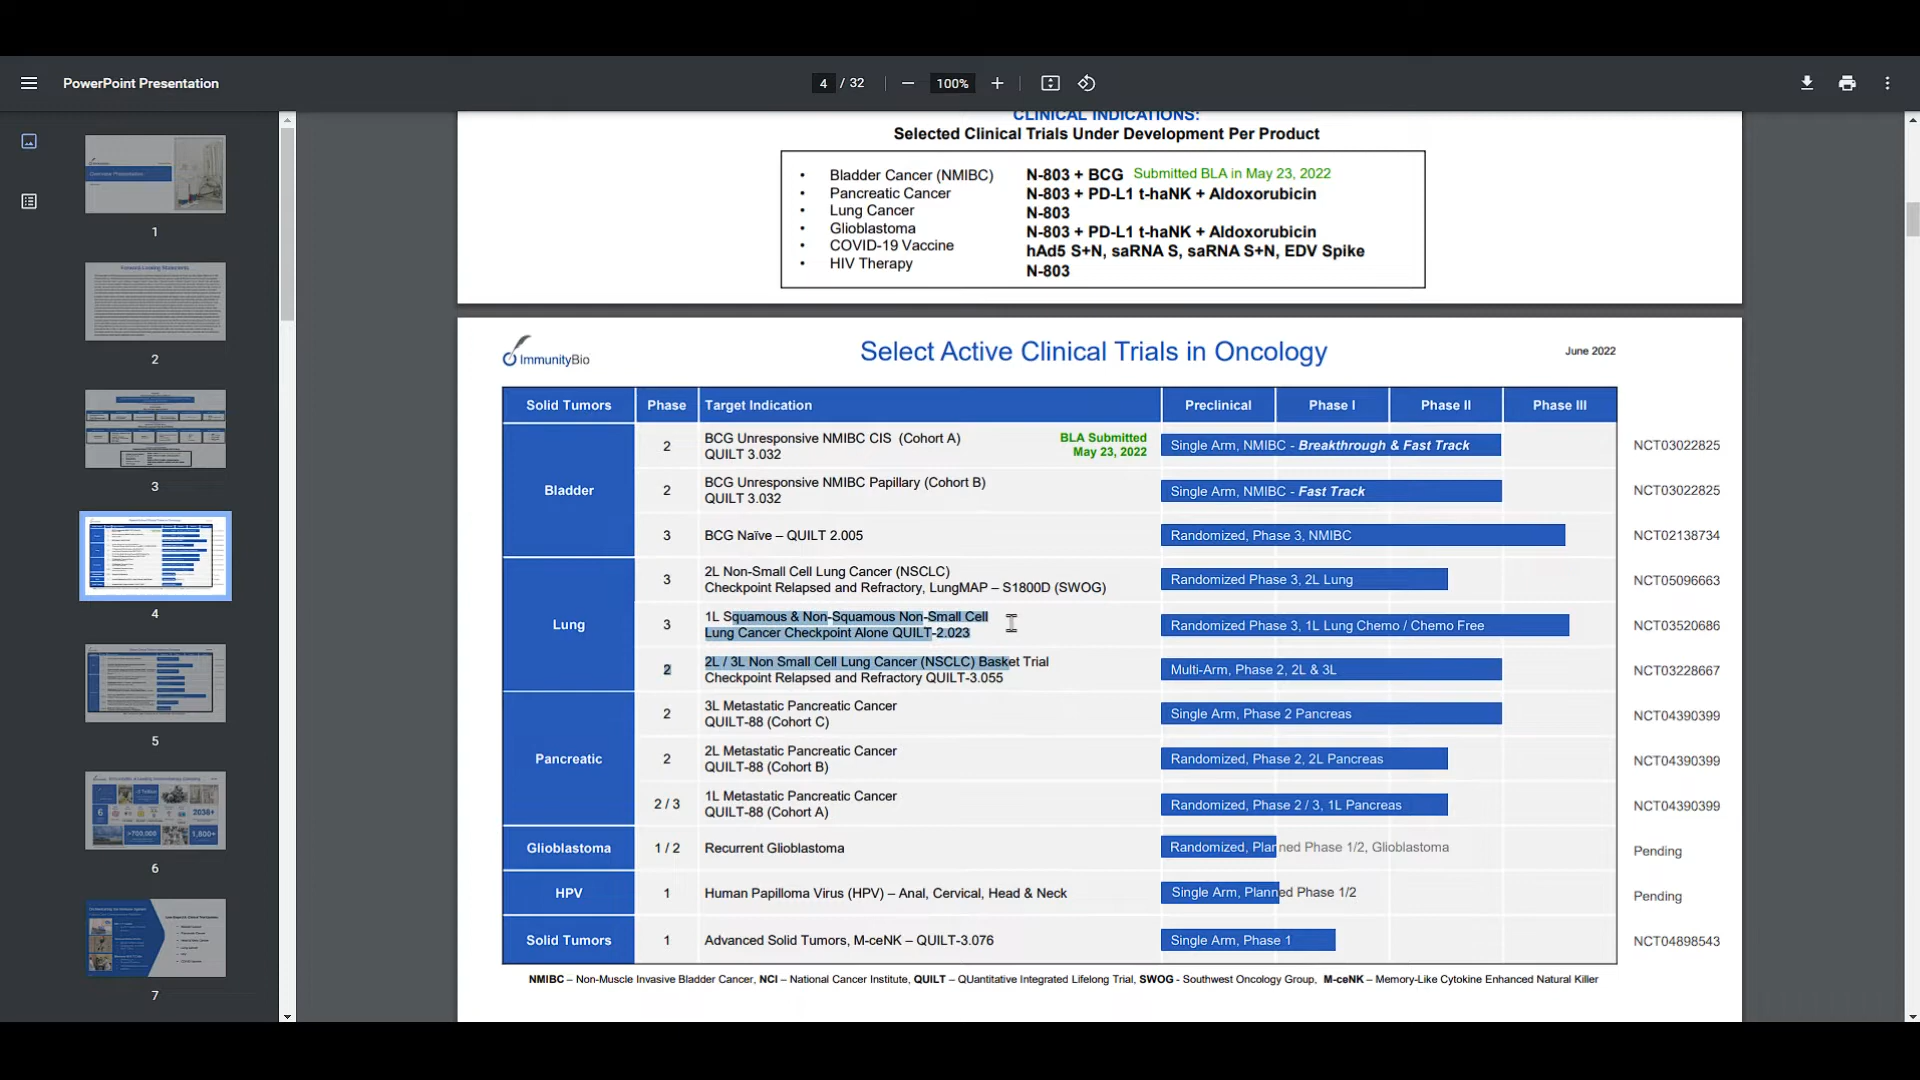 PowerPoint Presentation
4 / 32
100%
CLINICAL INDICATIONS:
Selected Clinical Trials Under Development Per Product
• Bladder Cancer (NMIBC) N-803 + BCG Submitted BLA in May 23, 2022
• Pancreatic Cancer N-803 + PD-L1 t-haNK + Aldoxorubicin
• Lung Cancer N-803
• Glioblastoma N-803 + PD-L1 t-haNK + Aldoxorubicin
• COVID-19 Vaccine hAd5 S+N, saRNA S, saRNA S+N, EDV Spike
• HIV Therapy N-803
ImmunityBio
Select Active Clinical Trials in Oncology
June 2022
Solid Tumors Phase Target Indication Preclinical Phase I Phase II Phase III
Bladder
2 BCG Unresponsive NMIBC CIS (Cohort A) BLA Submitted Single Arm, NMIBC - Breakthrough & Fast Track NCT03022825
QUILT 3.032 May 23, 2022
2 BCG Unresponsive NMIBC Papillary (Cohort B) Single Arm, NMIBC - Fast Track NCT03022825
QUILT 3.032
3 BCG Naïve – QUILT 2.005 Randomized, Phase 3, NMIBC NCT02138734
Lung
3 2L Non-Small Cell Lung Cancer (NSCLC) Randomized Phase 3, 2L Lung NCT05096663
Checkpoint Relapsed and Refractory, LungMAP – S1800D (SWOG)
3 1L Squamous & Non-Squamous Non-Small Cell Randomized Phase 3, 1L Lung Chemo / Chemo Free NCT03520686
Lung Cancer Checkpoint Alone QUILT-2.023
2 2L / 3L Non Small Cell Lung Cancer (NSCLC) Basket Trial Multi-Arm, Phase 2, 2L & 3L NCT03228667
Checkpoint Relapsed and Refractory QUILT-3.055
Pancreatic
2 3L Metastatic Pancreatic Cancer Single Arm, Phase 2 Pancreas NCT04390399
QUILT-88 (Cohort C)
2 2L Metastatic Pancreatic Cancer Randomized, Phase 2, 2L Pancreas NCT04390399
QUILT-88 (Cohort B)
2 / 3 1L Metastatic Pancreatic Cancer Randomized, Phase 2 / 3, 1L Pancreas NCT04390399
QUILT-88 (Cohort A)
Glioblastoma 1 / 2 Recurrent Glioblastoma Randomized, Planned Phase 1/2, Glioblastoma Pending
HPV 1 Human Papilloma Virus (HPV) – Anal, Cervical, Head & Neck Single Arm, Planned Phase 1/2 Pending
Solid Tumors 1 Advanced Solid Tumors, M-ceNK – QUILT-3.076 Single Arm, Phase 1 NCT04898543
NMIBC – Non-Muscle Invasive Bladder Cancer, NCI – National Cancer Institute, QUILT – QUantitative Integrated Lifelong Trial, SWOG - Southwest Oncology Group, M-ceNK – Memory-Like Cytokine Enhanced Natural Killer
1
2
3
4
5
6
7